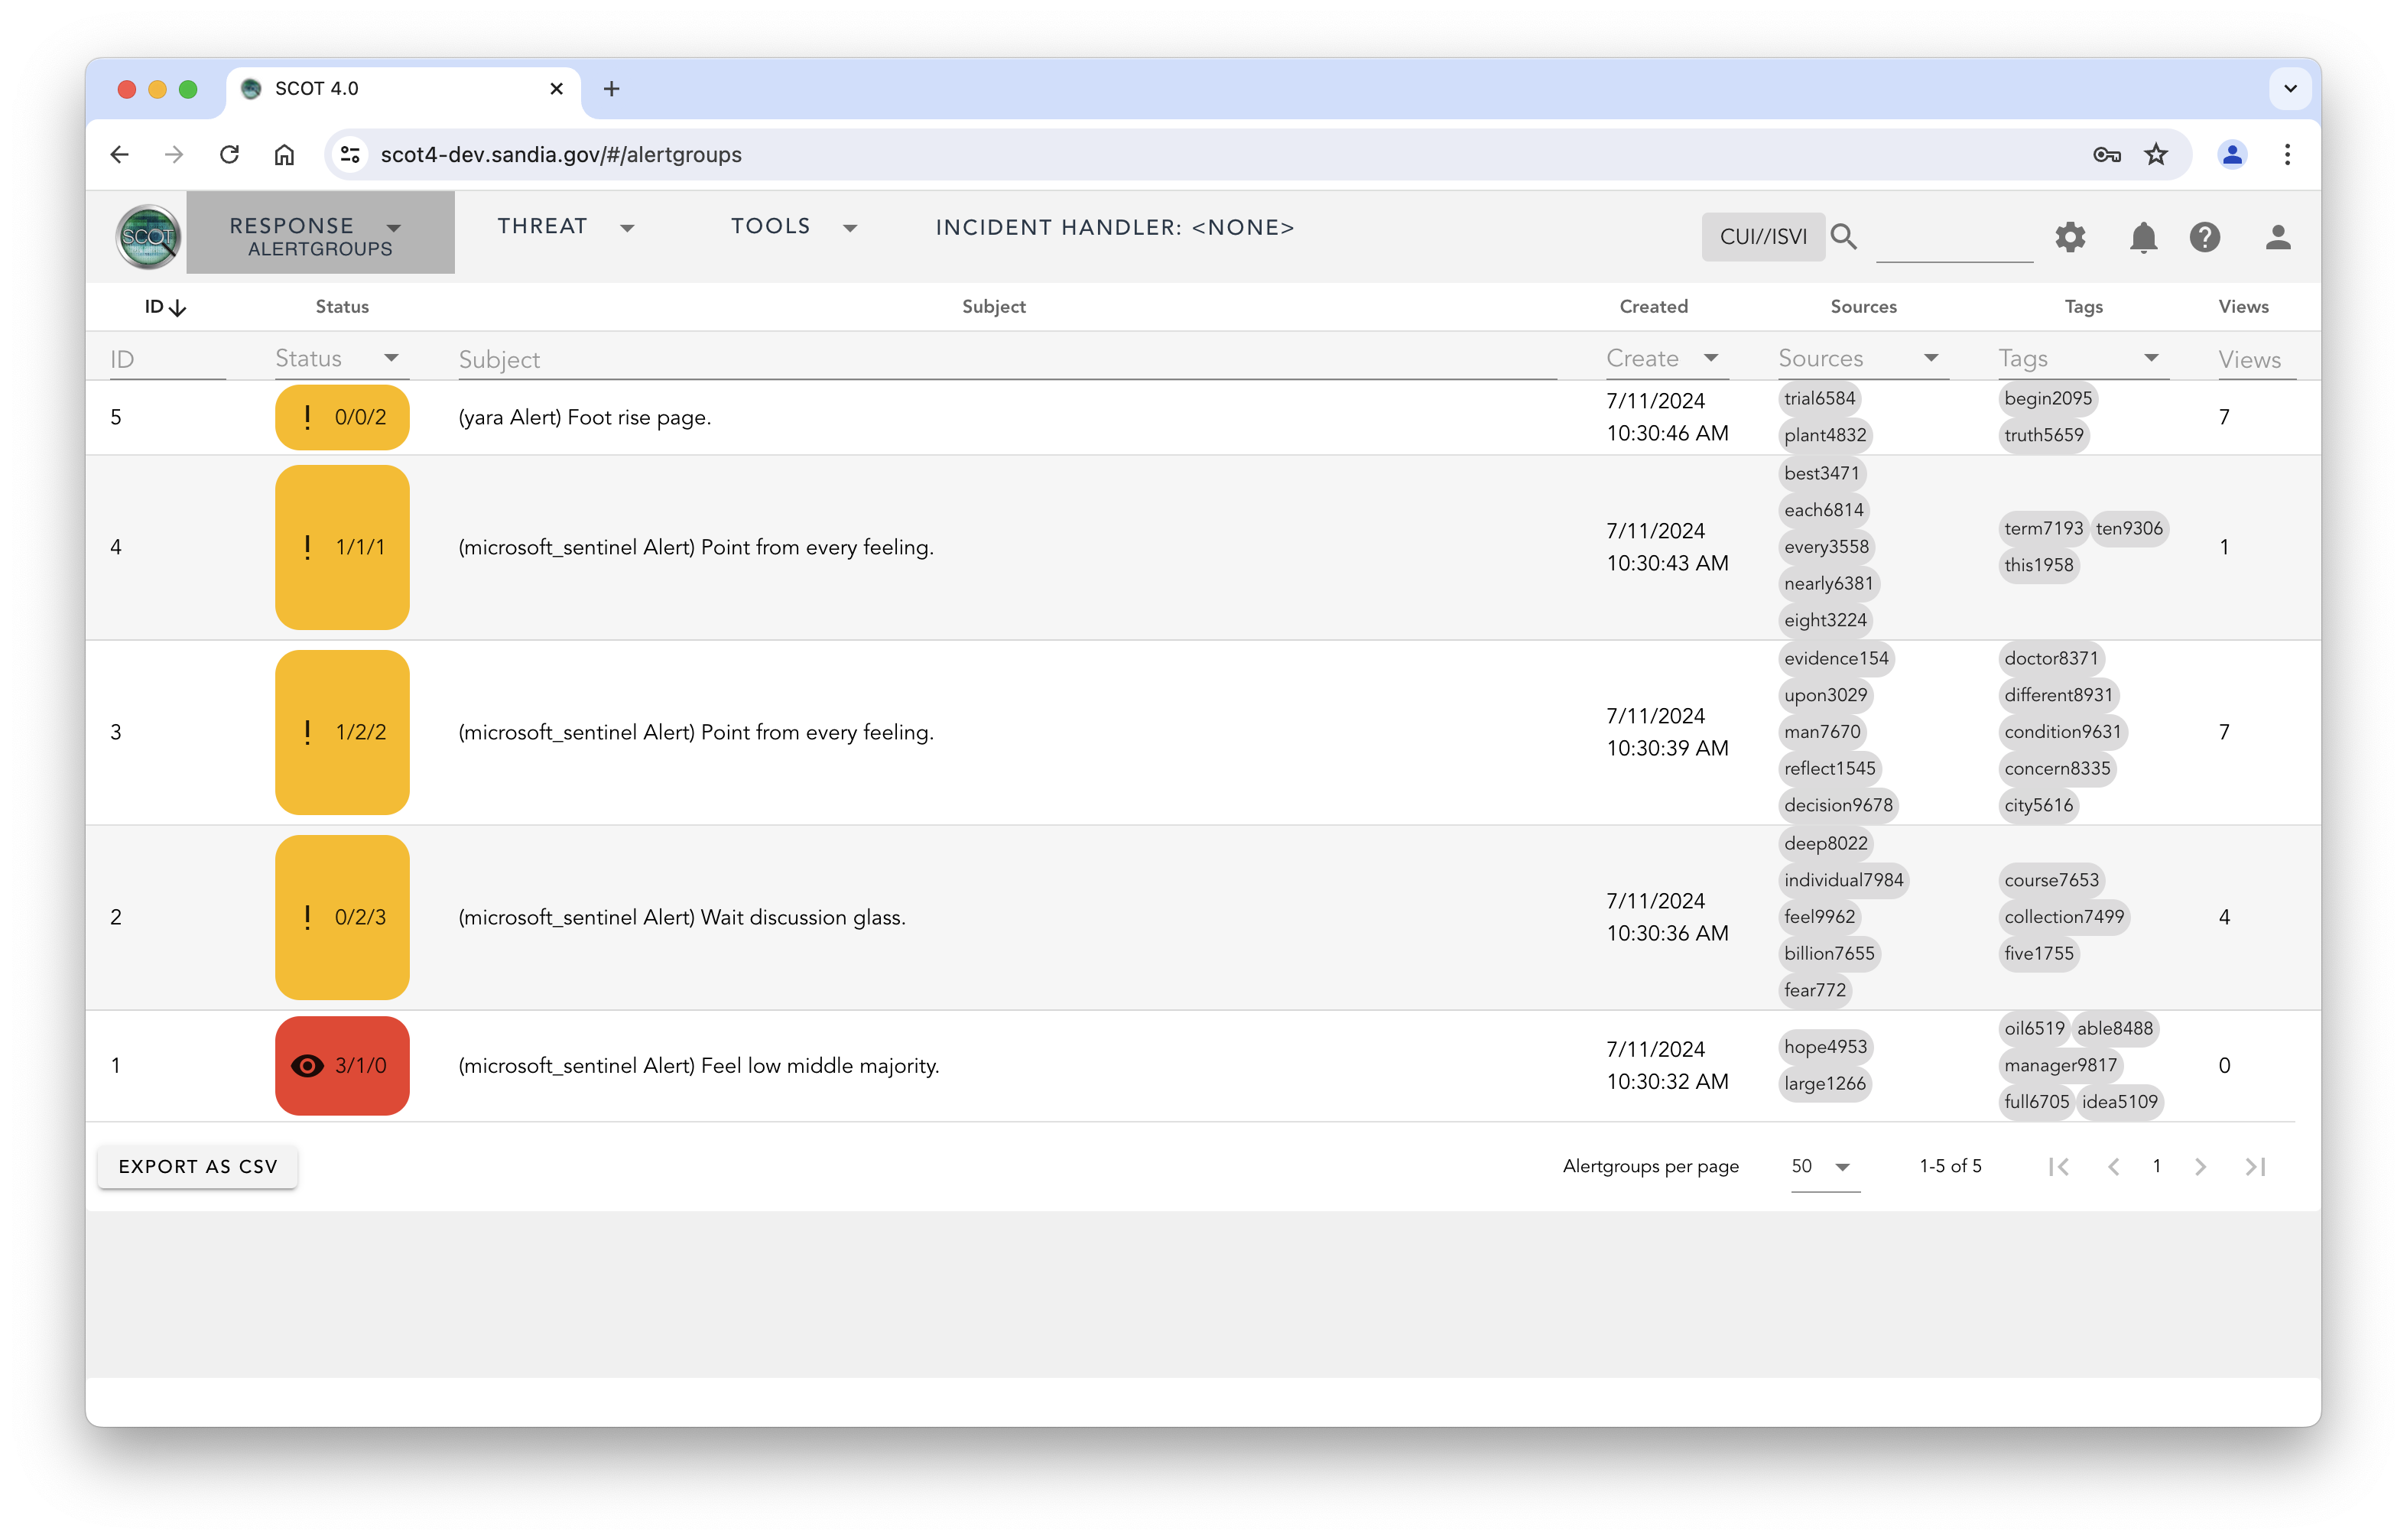 SCOT 4.0
scot4-dev.sandia.gov/#/alertgroups
SCOT
RESPONSE
ALERTGROUPS
THREAT
TOOLS
INCIDENT HANDLER: <NONE>
CUI//ISVI
ID Status Subject Created Sources Tags Views
ID Status Subject Create Sources Tags Views
5 ! 0/0/2 (yara Alert) Foot rise page. 7/11/2024
10:30:46 AM
trial6584
plant4832
begin2095
truth5659
7
4 ! 1/1/1 (microsoft_sentinel Alert) Point from every feeling. 7/11/2024
10:30:43 AM
best3471
each6814
every3558
nearly6381
eight3224
term7193 ten9306
this1958
1
3 ! 1/2/2 (microsoft_sentinel Alert) Point from every feeling. 7/11/2024
10:30:39 AM
evidence154
upon3029
man7670
reflect1545
decision9678
doctor8371
different8931
condition9631
concern8335
city5616
7
2 ! 0/2/3 (microsoft_sentinel Alert) Wait discussion glass. 7/11/2024
10:30:36 AM
deep8022
individual7984
feel9962
billion7655
fear772
course7653
collection7499
five1755
4
1 3/1/0 (microsoft_sentinel Alert) Feel low middle majority. 7/11/2024
10:30:32 AM
hope4953
large1266
oil6519 able8488
manager9817
full6705 idea5109
0
EXPORT AS CSV
Alertgroups per page 50 1-5 of 5 1